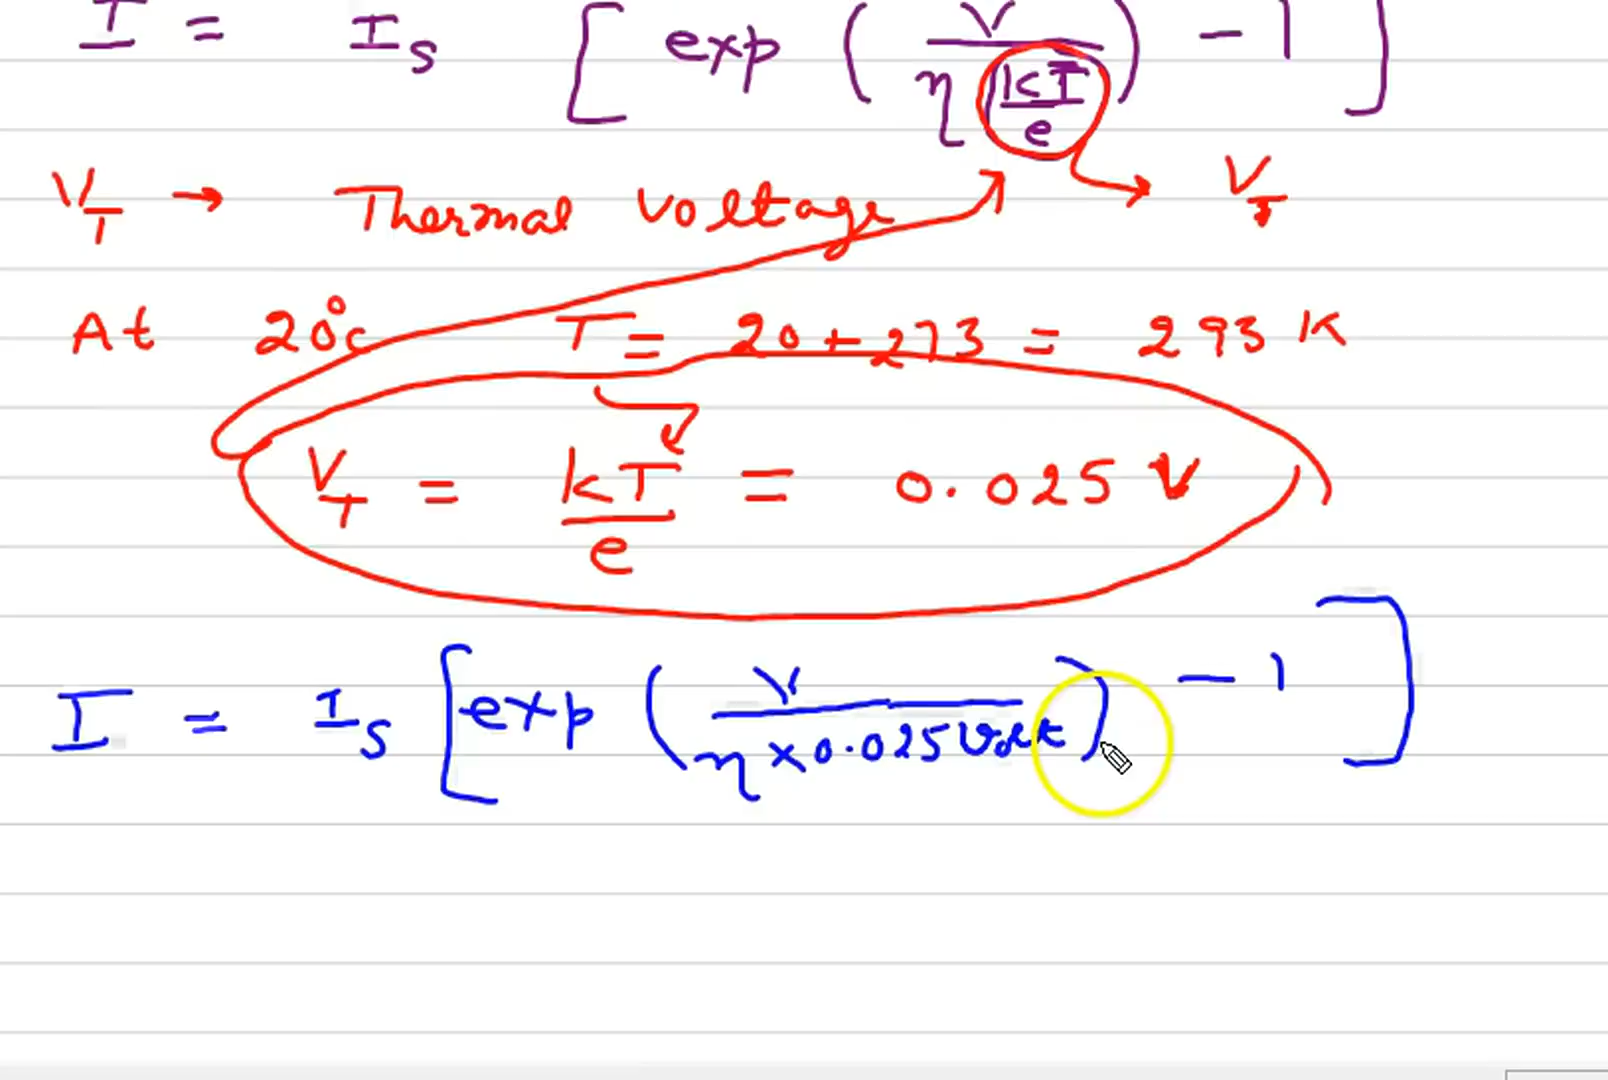 I = Is [ exp ( V / η kT/e ) - 1 ]
VT → Thermal Voltage → VT
At 20°c T = 20 + 273 = 293 K
VT = kT/e = 0.025 V
I = Is [ exp ( V / η × 0.025 Volt ) - 1 ]